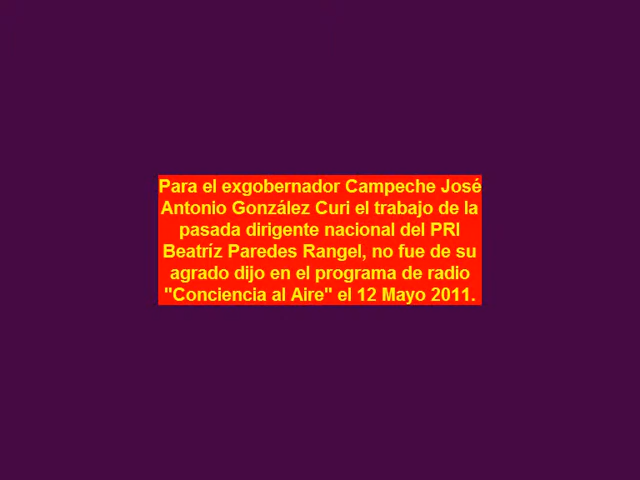 Para el exgobernador Campeche José
Antonio González Curi el trabajo de la
pasada dirigente nacional del PRI
Beatríz Paredes Rangel, no fue de su
agrado dijo en el programa de radio
"Conciencia al Aire" el 12 Mayo 2011.